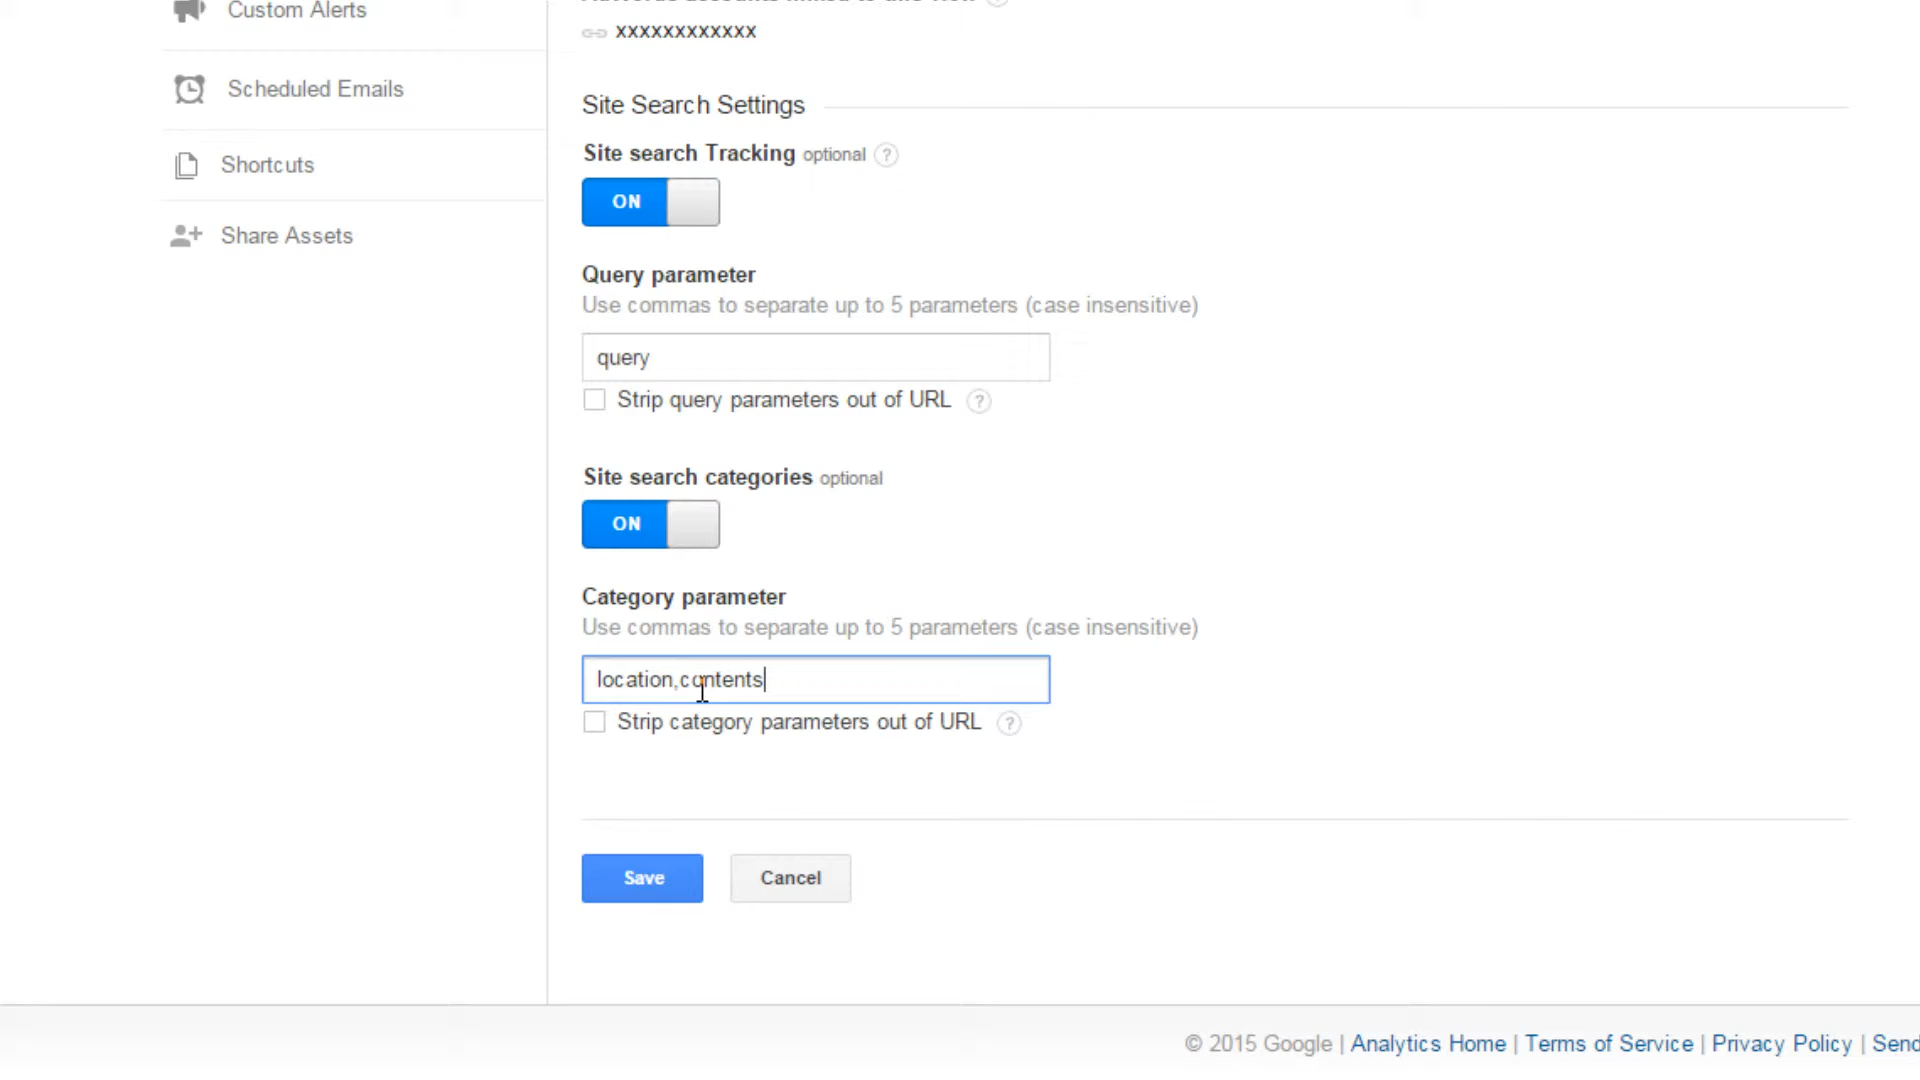 Custom Alerts
Scheduled Emails
Shortcuts
Share Assets
xxxxxxxxxxxx
Site Search Settings
Site search Tracking optional ?
ON
Query parameter
Use commas to separate up to 5 parameters (case insensitive)
query
Strip query parameters out of URL ?
Site search categories optional
ON
Category parameter
Use commas to separate up to 5 parameters (case insensitive)
location,contents
Strip category parameters out of URL ?
Save Cancel
© 2015 Google | Analytics Home | Terms of Service | Privacy Policy | Send